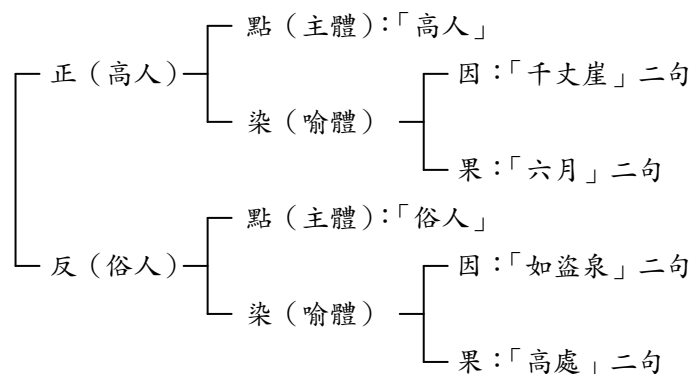 點（主體）：「高人」
正（高人）
因：「千丈崖」二句
染（喻體）
果：「六月」二句
點（主體）：「俗人」
反（俗人）
因：「如盜泉」二句
染（喻體）
果：「高處」二句